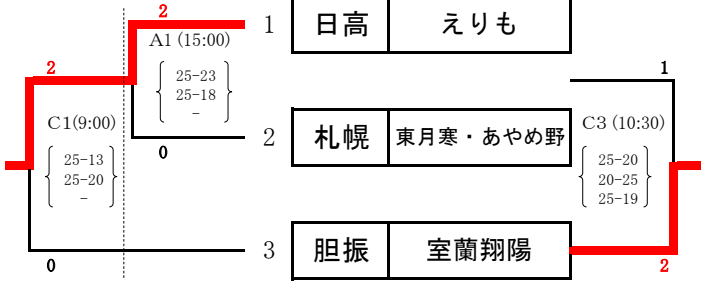 2 1 日高 えりも
A1 (15:00)
25-23
25-18
-
2
1
C1(9:00)
25-13
25-20
-
0
2 札幌 東月寒・あやめ野
C3 (10:30)
25-20
20-25
25-19
0
3 胆振 室蘭翔陽
2